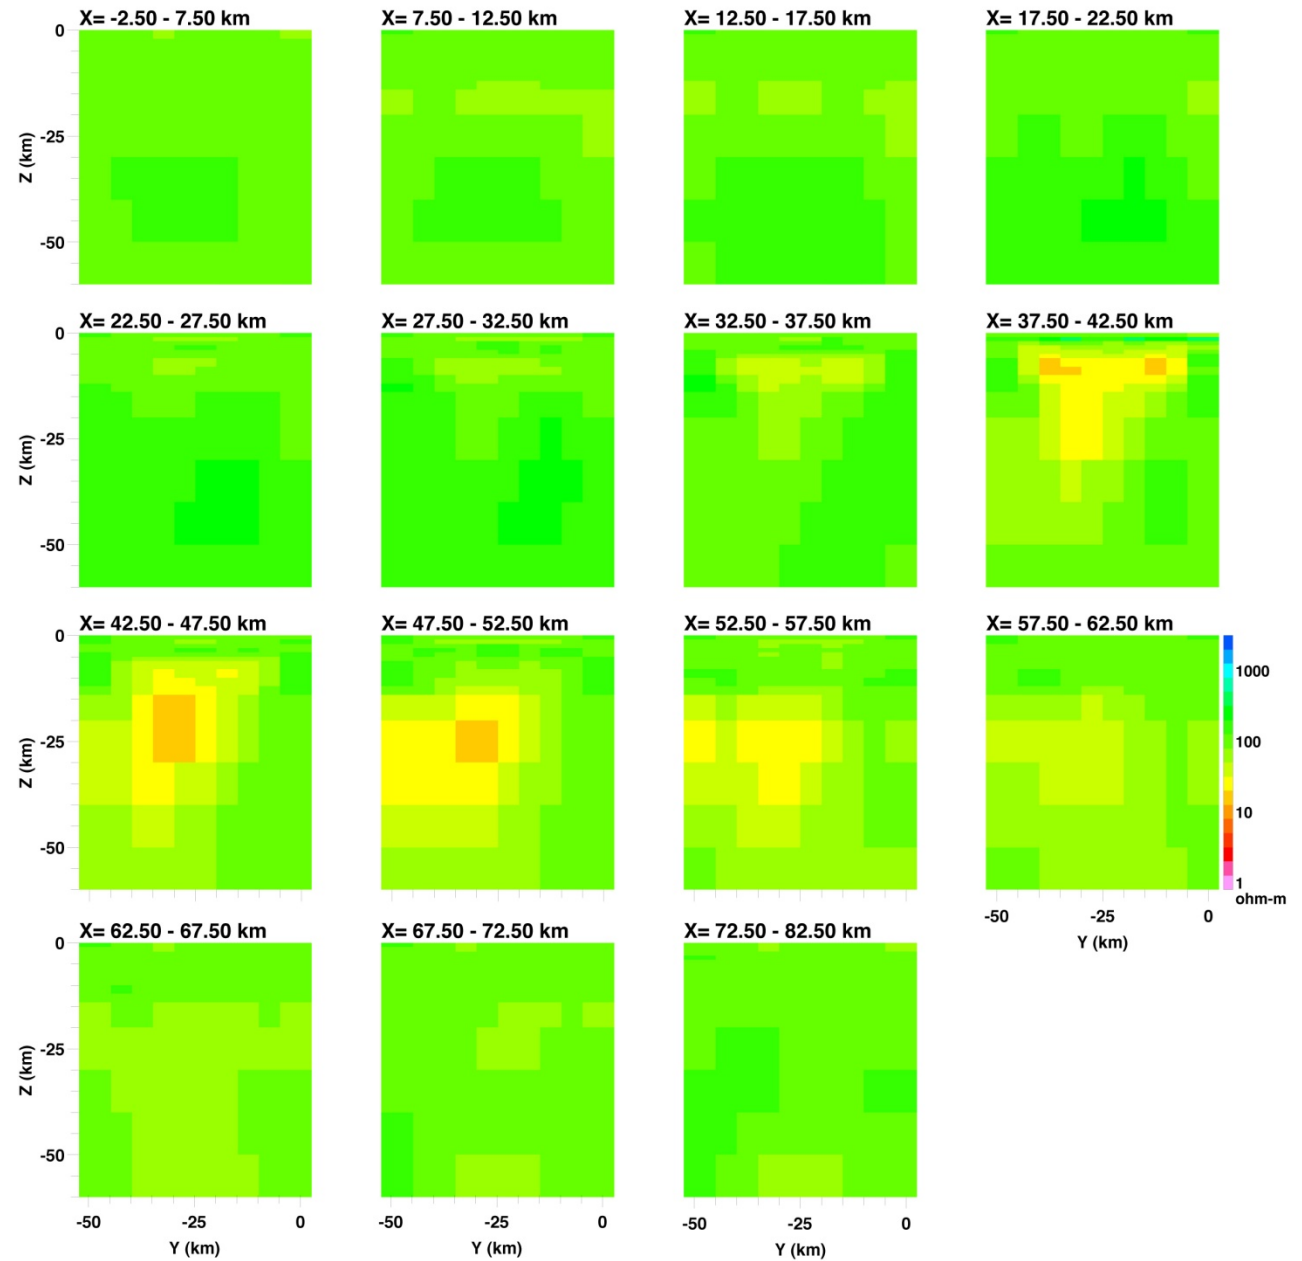 X= -2.50 - 7.50 km
X= 7.50 - 12.50 km
X= 12.50 - 17.50 km
X= 17.50 - 22.50 km
0
-25
-50
Z (km)
X= 22.50 - 27.50 km
X= 27.50 - 32.50 km
X= 32.50 - 37.50 km
X= 37.50 - 42.50 km
0
-25
-50
Z (km)
X= 42.50 - 47.50 km
X= 47.50 - 52.50 km
X= 52.50 - 57.50 km
X= 57.50 - 62.50 km
0
-25
-50
Z (km)
1000
100
10
1
ohm-m
-50 -25 0
Y (km)
X= 62.50 - 67.50 km
X= 67.50 - 72.50 km
X= 72.50 - 82.50 km
0
-25
-50
Z (km)
-50 -25 0
Y (km)
-50 -25 0
Y (km)
-50 -25 0
Y (km)